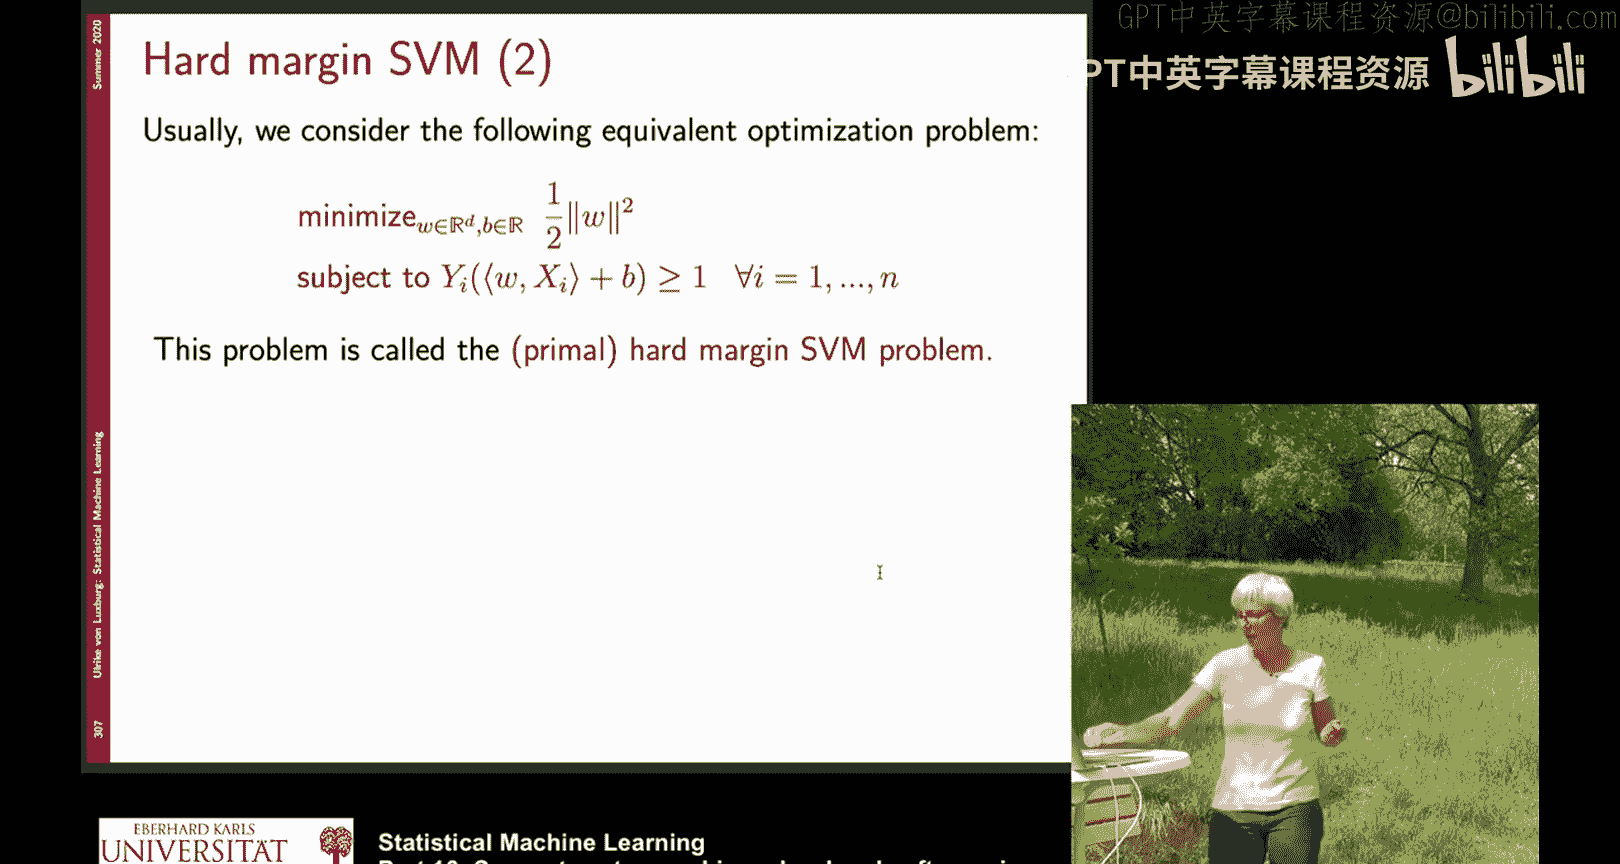 GPT中英字幕课程资源@bilibili.com
PT中英字幕课程资源 bilibili
Summer 2020
Hard margin SVM (2)
Usually, we consider the following equivalent optimization problem:
minimize_{w∈ℝ^d, b∈ℝ} 1/2 ‖w‖²
subject to Y_i(⟨w, X_i⟩ + b) ≥ 1 ∀i = 1, ..., n
This problem is called the (primal) hard margin SVM problem.
Ulrike von Luxburg: Statistical Machine Learning
307
EBERHARD KARLS
UNIVERSITÄT
Statistical Machine Learning